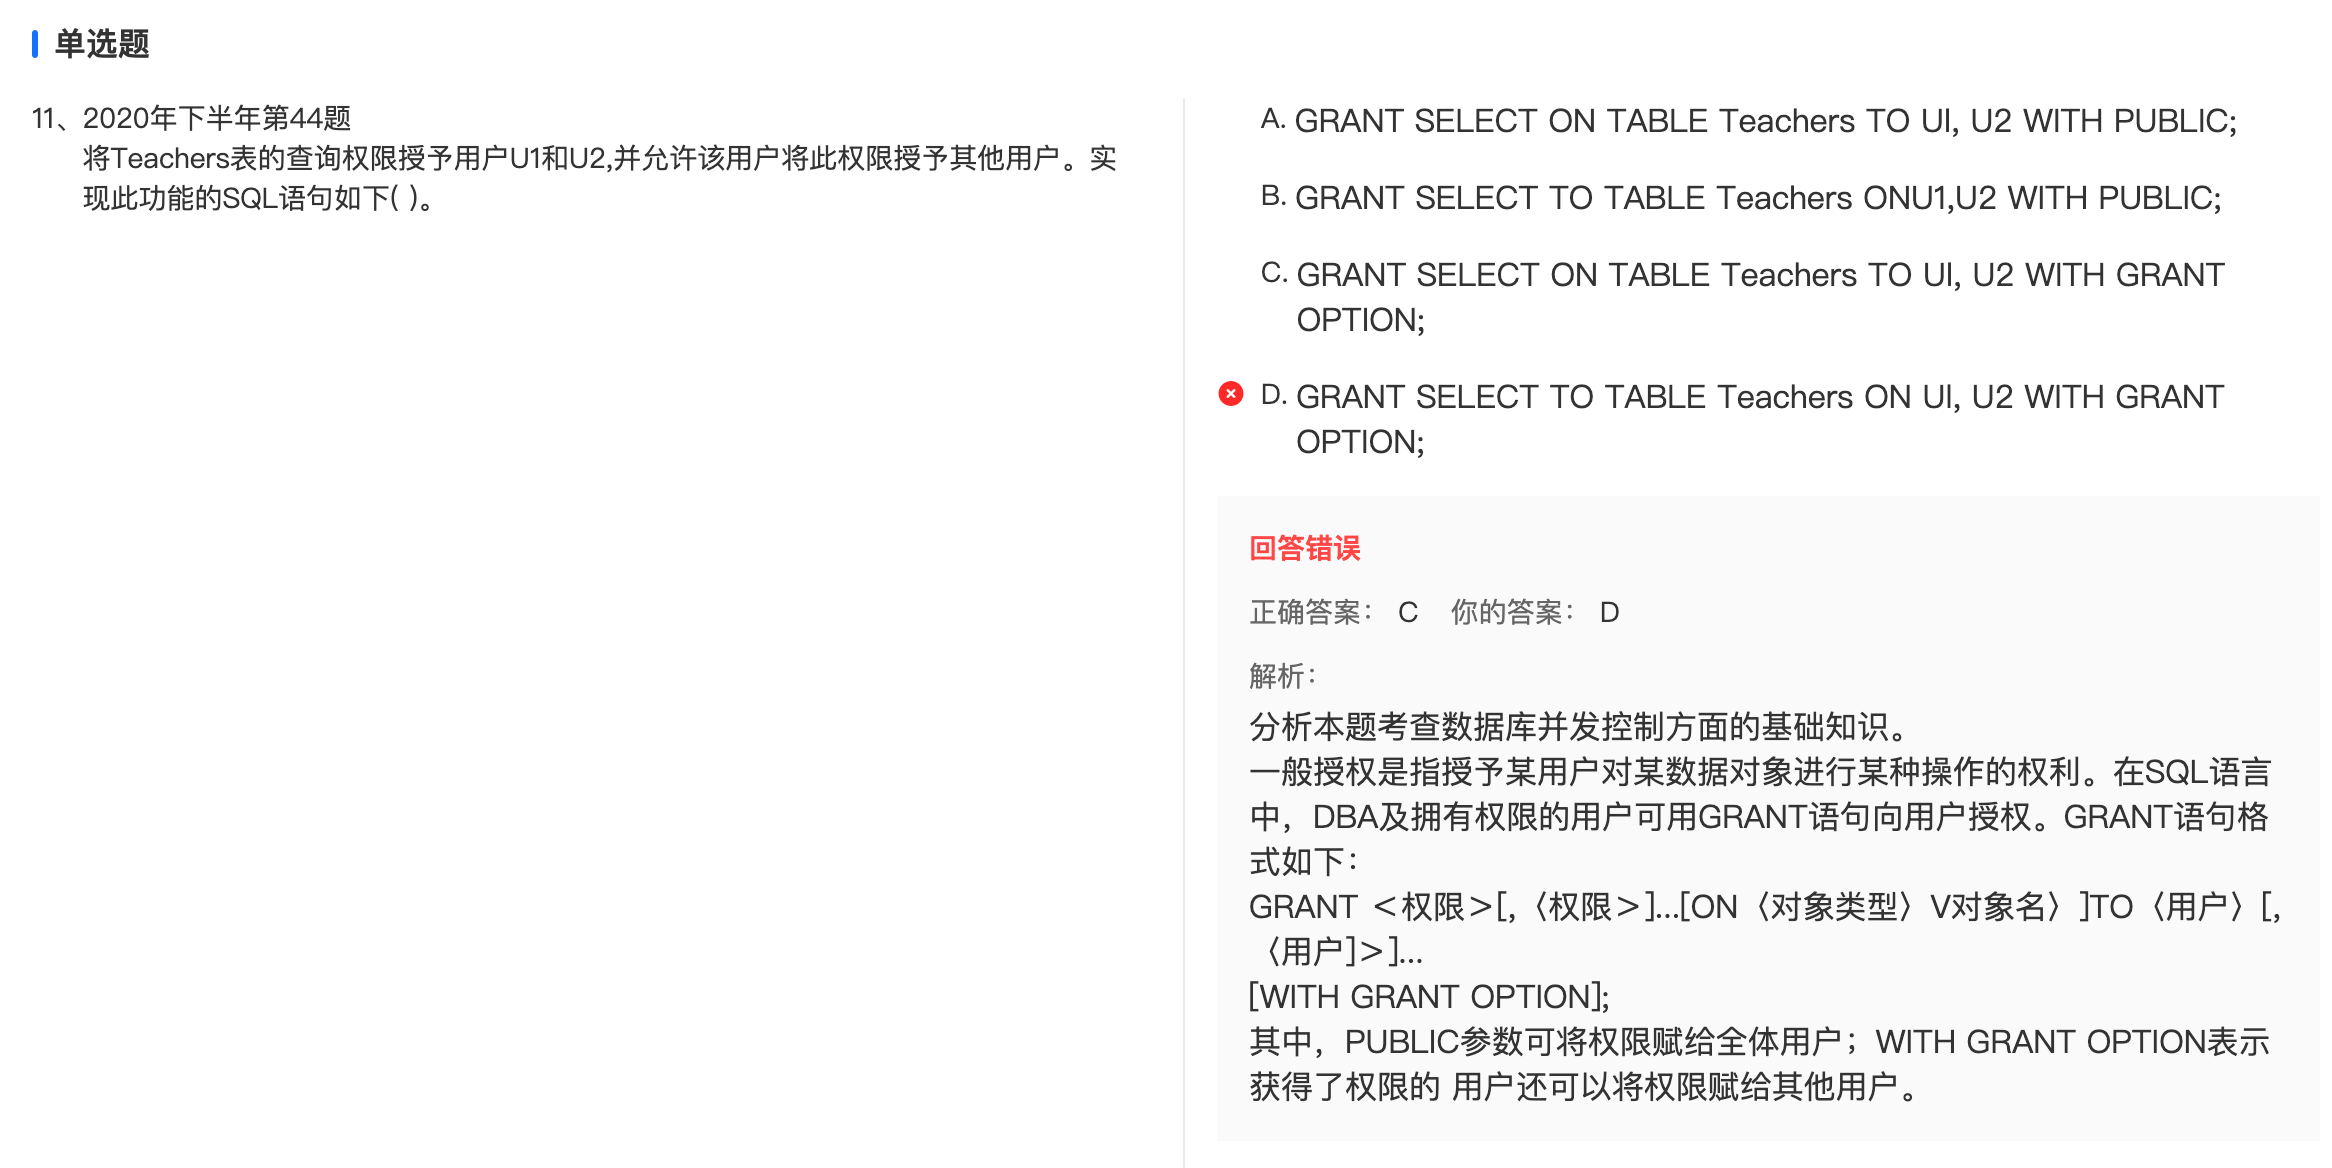 单选题
11、2020年下半年第44题
将Teachers表的查询权限授予用户U1和U2,并允许该用户将此权限授予其他用户。实
现此功能的SQL语句如下( )。
A. GRANT SELECT ON TABLE Teachers TO Ul, U2 WITH PUBLIC;
B. GRANT SELECT TO TABLE Teachers ONU1,U2 WITH PUBLIC;
C. GRANT SELECT ON TABLE Teachers TO Ul, U2 WITH GRANT
OPTION;
D. GRANT SELECT TO TABLE Teachers ON Ul, U2 WITH GRANT
OPTION;
回答错误
正确答案： C 你的答案： D
解析：
分析本题考查数据库并发控制方面的基础知识。
一般授权是指授予某用户对某数据对象进行某种操作的权利。在SQL语言
中，DBA及拥有权限的用户可用GRANT语句向用户授权。GRANT语句格
式如下：
GRANT ＜权限＞[,〈权限＞]...[ON〈对象类型〉V对象名〉]TO〈用户〉[,
〈用户]＞]...
[WITH GRANT OPTION];
其中，PUBLIC参数可将权限赋给全体用户；WITH GRANT OPTION表示
获得了权限的 用户还可以将权限赋给其他用户。